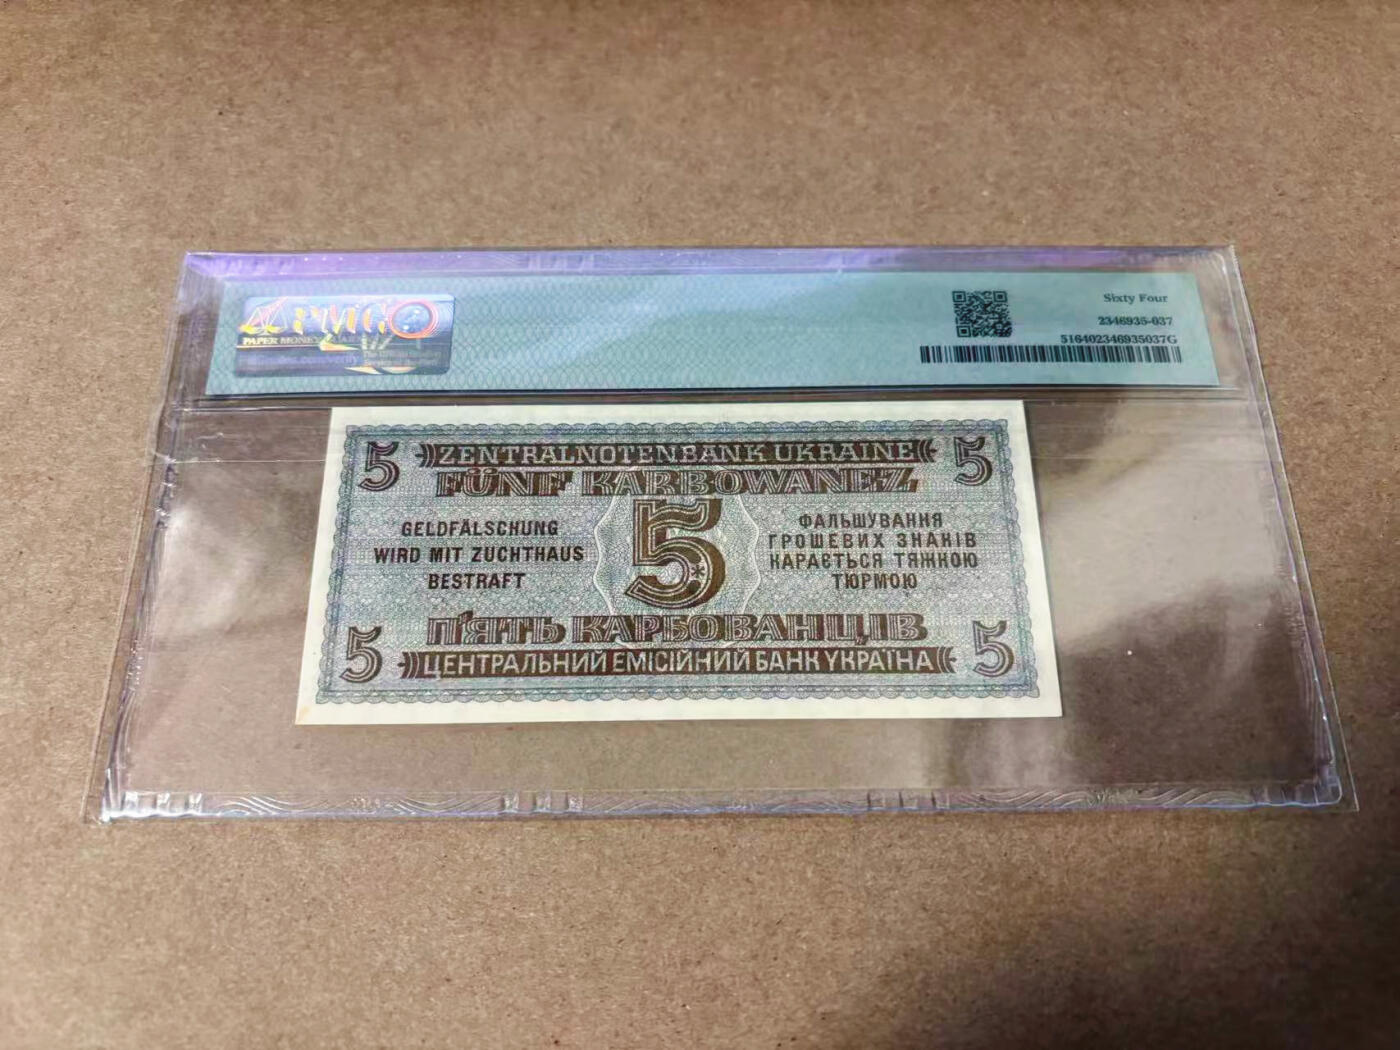 PMG
PAPER MONEY
Sixty Four
2346935-037
516402346935037G
5 ZENTRALNOTENBANK UKRAINE 5
FÜNF KARBOWANEZ
GELDFÄLSCHUNG
WIRD MIT ZUCHTHAUS
BESTRAFT
5
ФАЛЬШУВАННЯ
ГРОШЕВИХ ЗНАКІВ
КАРАЄТЬСЯ ТЯЖКОЮ
ТЮРМОЮ
П'ЯТЬ КАРБОВАНЦІВ
5 ЦЕНТРАЛЬНИЙ ЕМІСІЙНИЙ БАНК УКРАЇНА 5